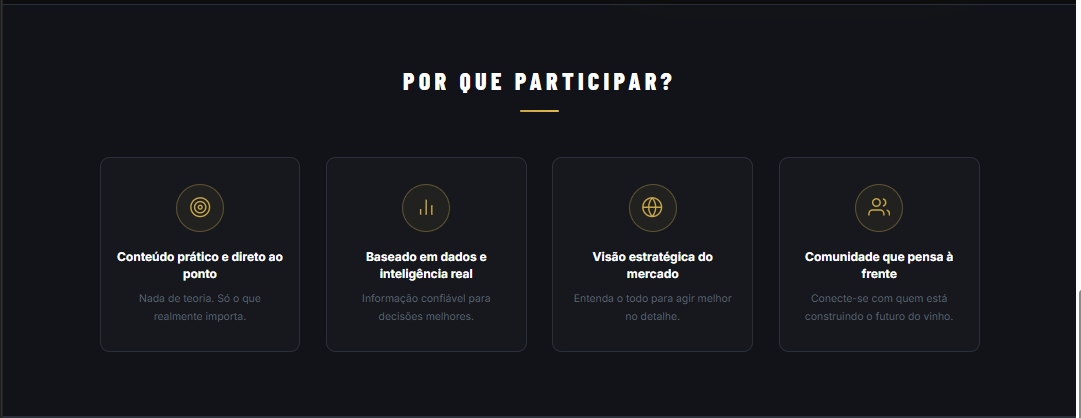 POR QUE PARTICIPAR?
Conteúdo prático e direto ao
ponto
Nada de teoria. Só o que
realmente importa.
Baseado em dados e
inteligência real
Informação confiável para
decisões melhores.
Visão estratégica do
mercado
Entenda o todo para agir melhor
no detalhe.
Comunidade que pensa à
frente
Conecte-se com quem está
construindo o futuro do vinho.